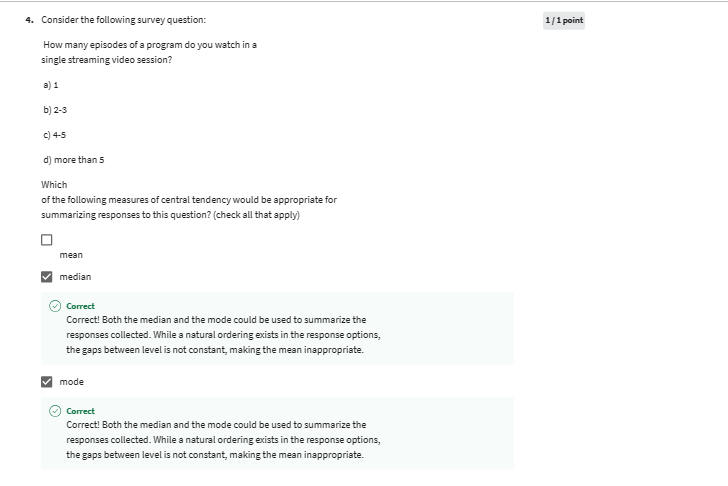 4. Consider the following survey question:
1 / 1 point
How many episodes of a program do you watch in a
single streaming video session?
a) 1
b) 2-3
c) 4-5
d) more than 5
Which
of the following measures of central tendency would be appropriate for
summarizing responses to this question? (check all that apply)
mean
median
Correct
Correct! Both the median and the mode could be used to summarize the
responses collected. While a natural ordering exists in the response options,
the gaps between level is not constant, making the mean inappropriate.
mode
Correct
Correct! Both the median and the mode could be used to summarize the
responses collected. While a natural ordering exists in the response options,
the gaps between level is not constant, making the mean inappropriate.